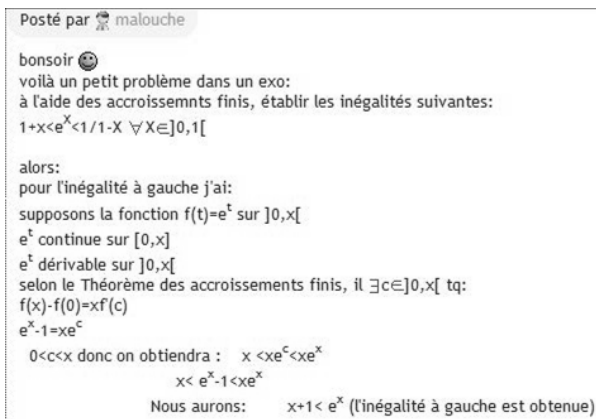 Posté par malouche
bonsoir
voilà un petit problème dans un exo:
à l'aide des accroissemnts finis, établir les inégalités suivantes:
1+x<e^x<1/1-X ∀X∈]0,1[
alors:
pour l'inégalité à gauche j'ai:
supposons la fonction f(t)=e^t sur ]0,x[
e^t continue sur [0,x]
e^t dérivable sur ]0,x[
selon le Théorème des accroissements finis, il ∃c∈]0,x[ tq:
f(x)-f(0)=xf'(c)
e^x-1=xe^c
0<c<x donc on obtiendra : x <xe^c<xe^x
x< e^x-1<xe^x
Nous aurons: x+1< e^x (l'inégalité à gauche est obtenue)